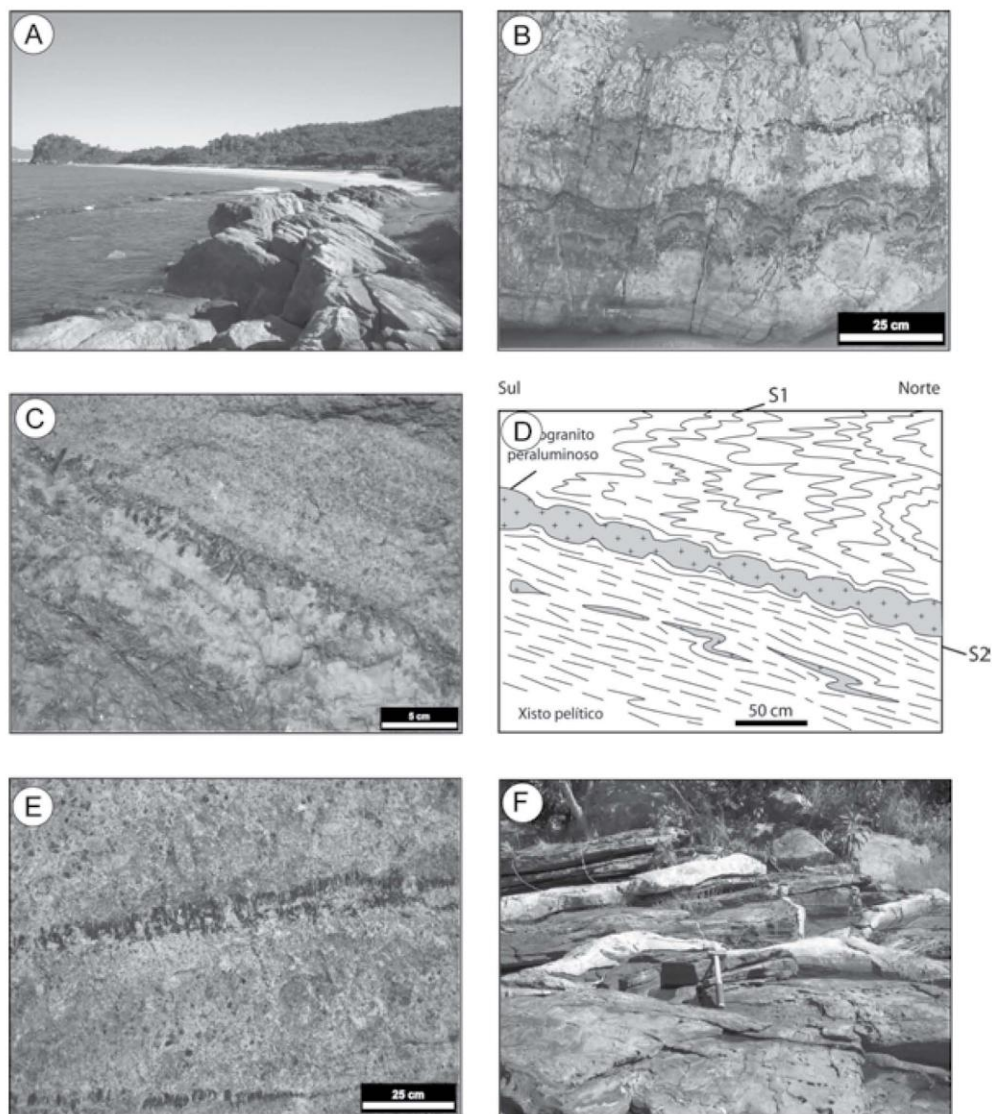 A
B
25 cm
C
5 cm
Sul
Norte
S1
D
peraluminoso
S2
Xisto pelítico
50 cm
E
25 cm
F